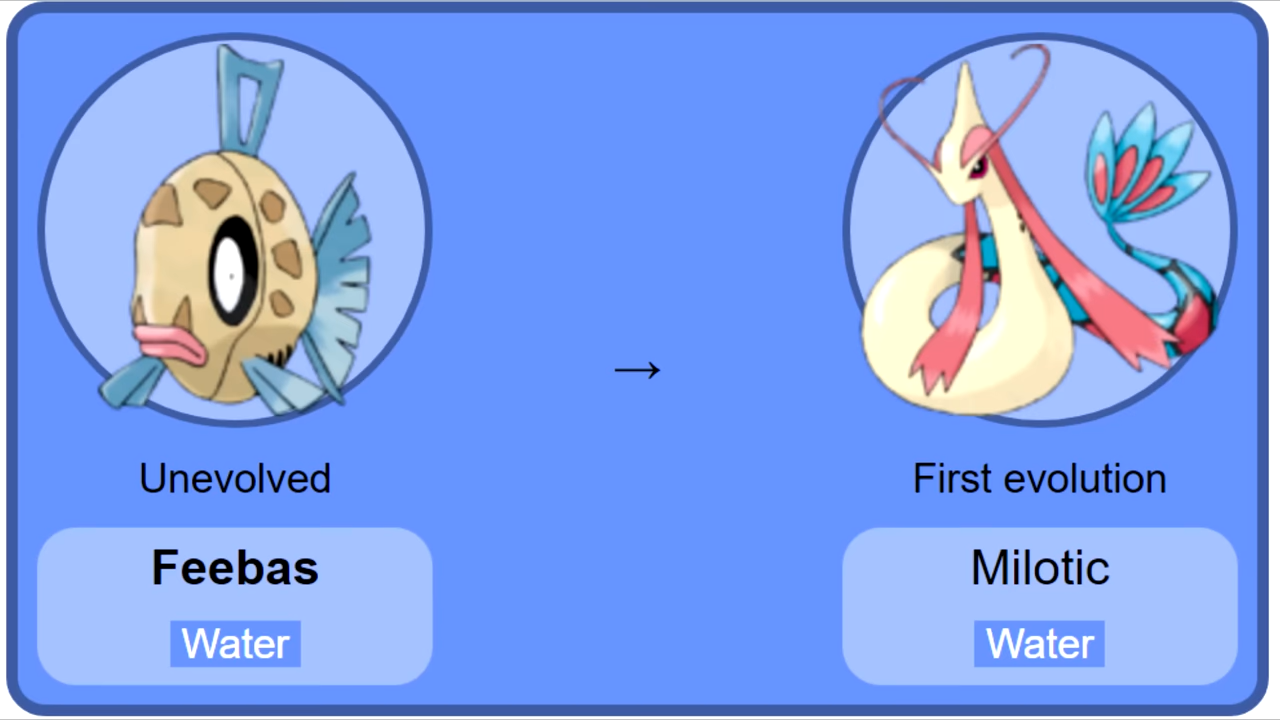 →
Unevolved
First evolution
Feebas
Milotic
Water
Water